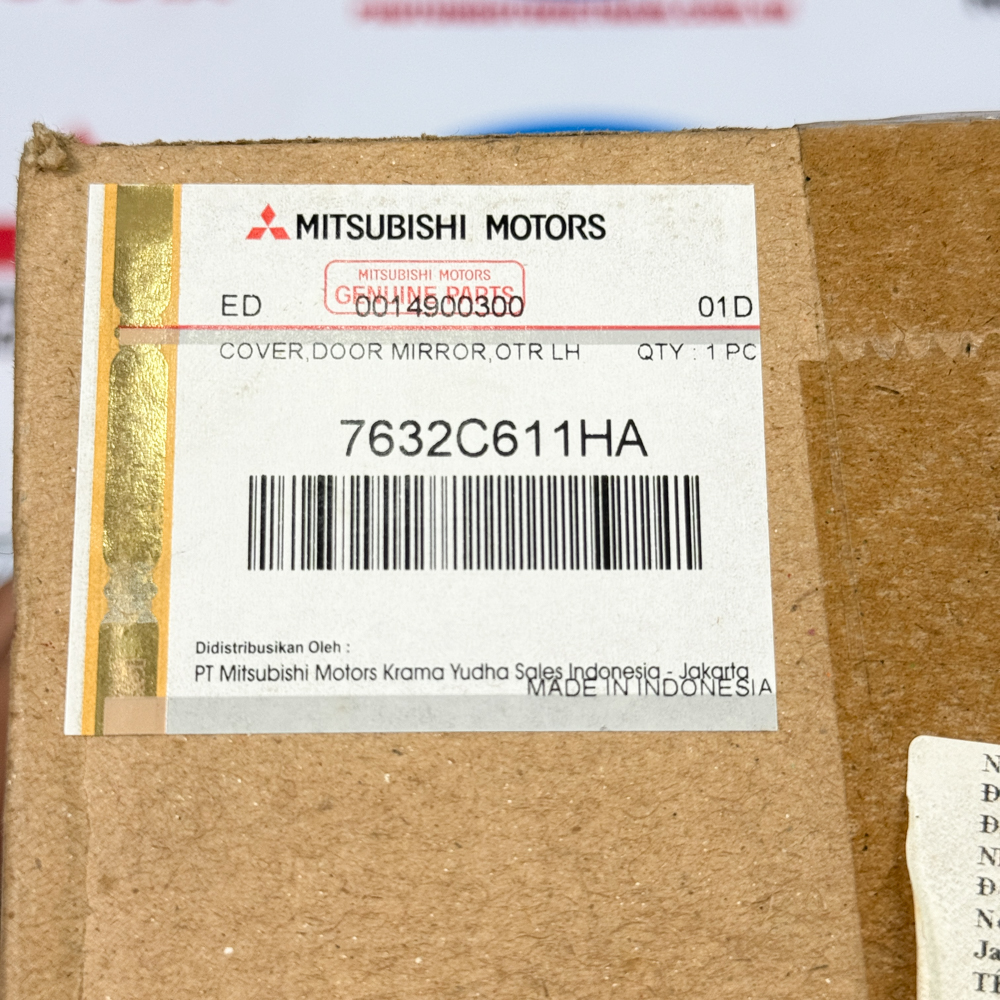 MITSUBISHI MOTORS
MITSUBISHI MOTORS
GENUINE PARTS
ED 0014900300 01D
COVER,DOOR MIRROR,OTR LH QTY : 1 PC
7632C611HA
Didistribusikan Oleh :
PT Mitsubishi Motors Krama Yudha Sales Indonesia - Jakarta
MADE IN INDONESIA